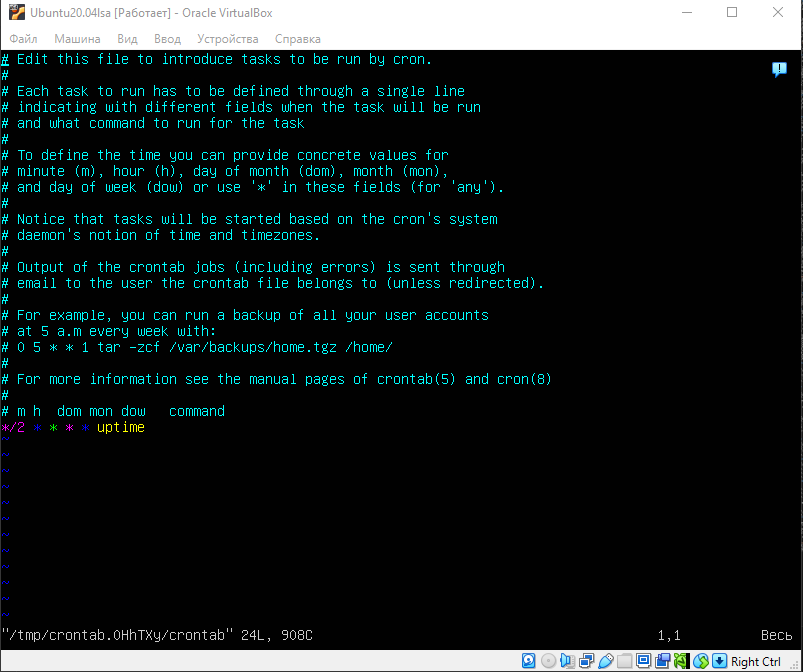 Ubuntu20.04lsa [Работает] - Oracle VirtualBox
Файл Машина Вид Ввод Устройства Справка
# Edit this file to introduce tasks to be run by cron.
#
# Each task to run has to be defined through a single line
# indicating with different fields when the task will be run
# and what command to run for the task
#
# To define the time you can provide concrete values for
# minute (m), hour (h), day of month (dom), month (mon),
# and day of week (dow) or use '*' in these fields (for 'any').
#
# Notice that tasks will be started based on the cron's system
# daemon's notion of time and timezones.
#
# Output of the crontab jobs (including errors) is sent through
# email to the user the crontab file belongs to (unless redirected).
#
# For example, you can run a backup of all your user accounts
# at 5 a.m every week with:
# 0 5 * * 1 tar -zcf /var/backups/home.tgz /home/
#
# For more information see the manual pages of crontab(5) and cron(8)
#
# m h  dom mon dow   command
*/2 * * * * uptime
~
~
~
~
~
~
~
~
~
~
~
~
"/tmp/crontab.0HhTXy/crontab" 24L, 908C 1,1 Весь
Right Ctrl